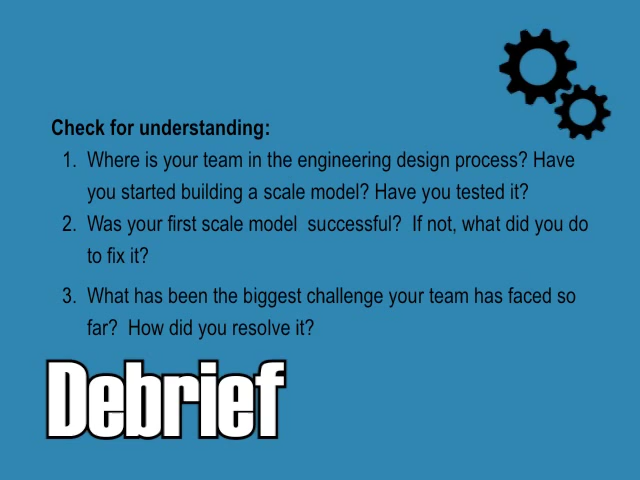 Check for understanding:
1. Where is your team in the engineering design process? Have
you started building a scale model? Have you tested it?
2. Was your first scale model  successful?  If not, what did you do
to fix it?
3. What has been the biggest challenge your team has faced so
far?  How did you resolve it?
Debrief